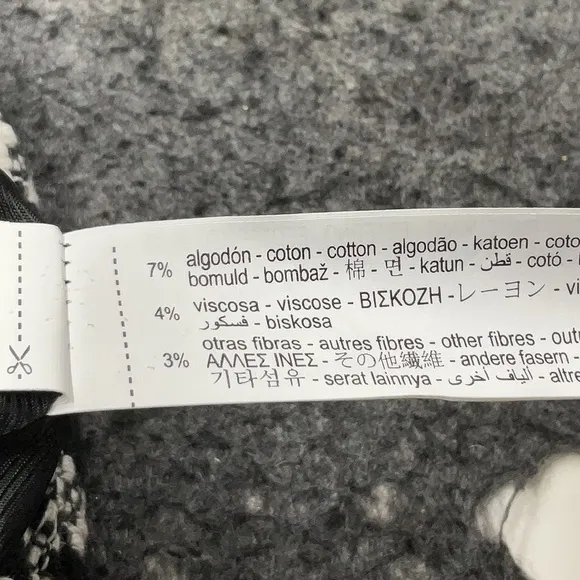 7% algodón - coton - cotton - algodão - katoen - coto
bomuld - bombaž - 棉 - 면 - katun - قطن - cotó -
4% viscosa - viscose - ΒΙΣΚΟΖΗ - レーヨン - vi
فسكوز - biskosa
otras fibras - autres fibres - other fibres - out
3% ΑΛΛΕΣ ΙΝΕΣ - その他繊維 - andere fasern -
기타섬유 - serat lainnya - ألياف أخرى - altre